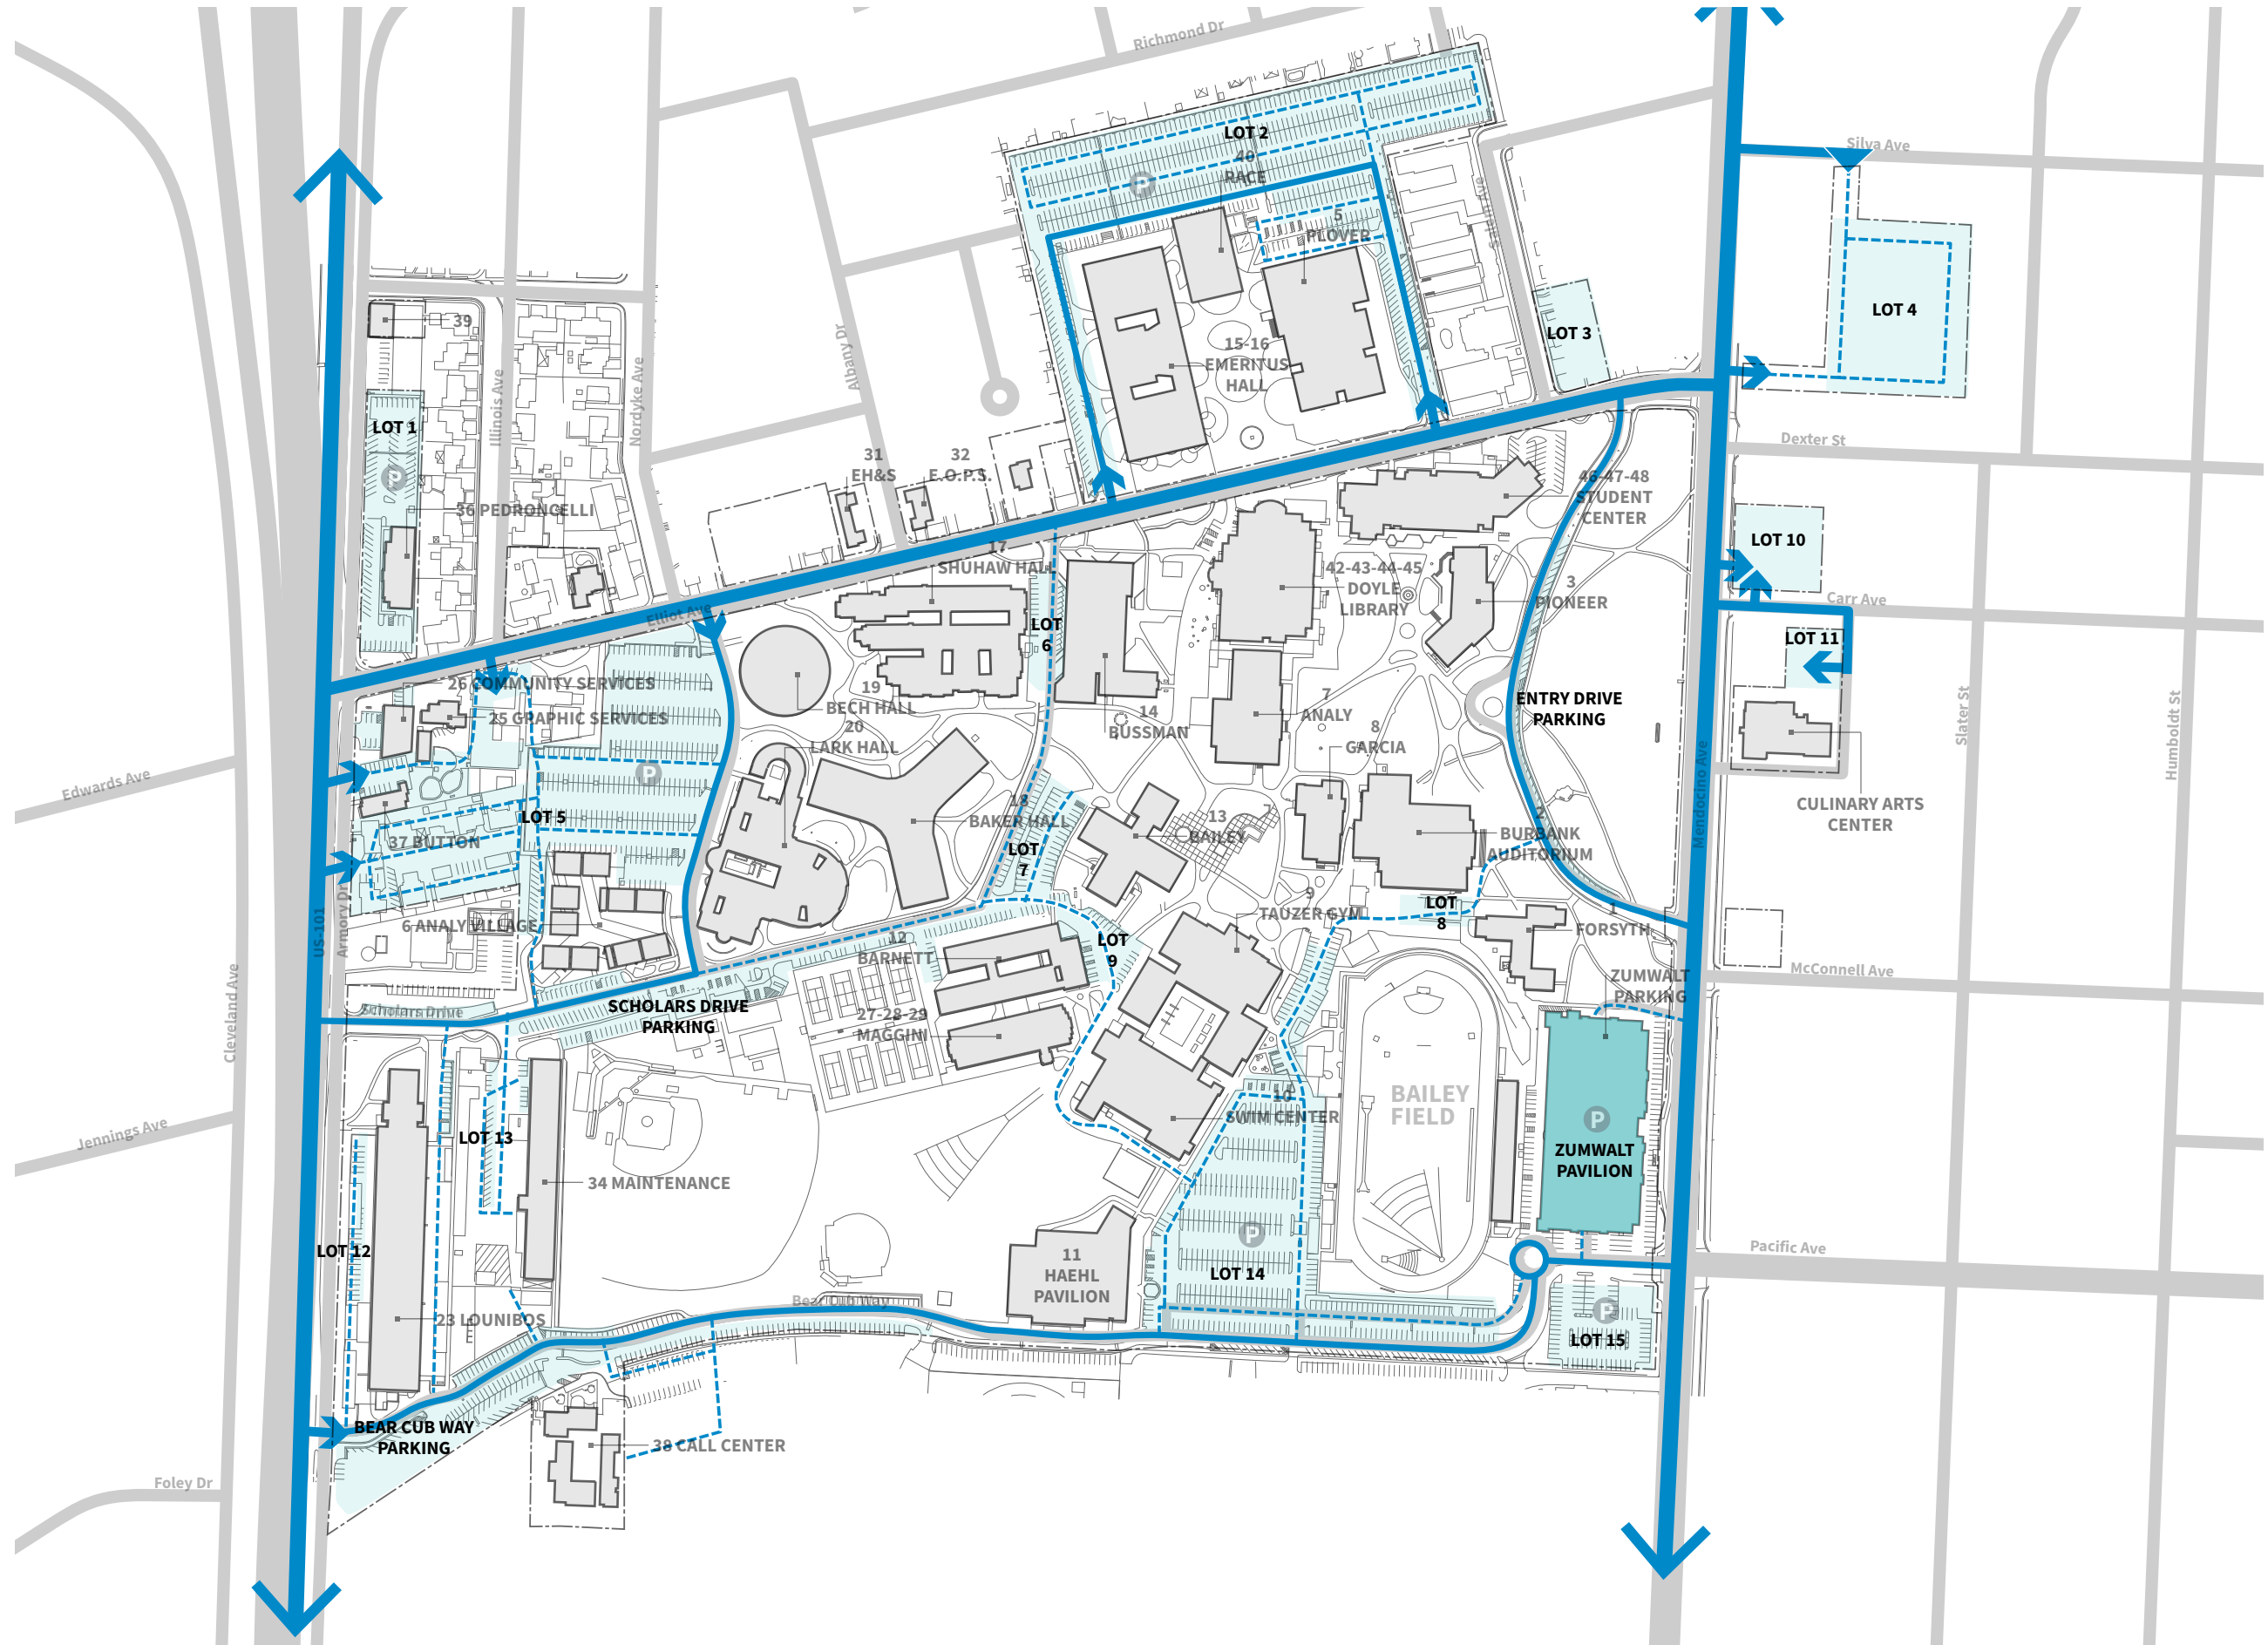 Richmond Dr
LOT 2
40
RACE
P
5
PLOVER
Silva Ave
Salem Ave
LOT 4
39
LOT 3
15-16
EMERITUS
HALL
Albany Dr
Illinois Ave
Nordyke Ave
LOT 1
P
Dexter St
31
EH&S
32
E.O.P.S.
46-47-48
STUDENT
CENTER
36 PEDRONCELLI
LOT 10
17
SHUHAW HALL
42-43-44-45
DOYLE
LIBRARY
3
PIONEER
Carr Ave
Elliot Ave
LOT
6
LOT 11
26 COMMUNITY SERVICES
25 GRAPHIC SERVICES
19
BECH HALL
20
LARK HALL
14
BUSSMAN
7
ANALY
8
GARCIA
ENTRY DRIVE
PARKING
Slater St
Humboldt St
Mendocino Ave
Edwards Ave
P
LOT 5
18
BAKER HALL
13
BAILEY
2
BURBANK
AUDITORIUM
CULINARY ARTS
CENTER
37 BUTTON
LOT
7
9
TAUZER GYM
LOT
8
1
FORSYTH
US-101
Armory Dr
6 ANALY VILLAGE
12
BARNETT
LOT
9
ZUMWALT
PARKING
McConnell Ave
Cleveland Ave
Scholars Drive
SCHOLARS DRIVE
PARKING
27-28-29
MAGGINI
BAILEY
FIELD
10
SWIM CENTER
P
ZUMWALT
PAVILION
Jennings Ave
LOT 13
34 MAINTENANCE
LOT 12
11
HAEHL
PAVILION
P
LOT 14
Pacific Ave
Bear Cub Way
23 LOUNIBOS
P
LOT 15
BEAR CUB WAY
PARKING
38 CALL CENTER
Foley Dr